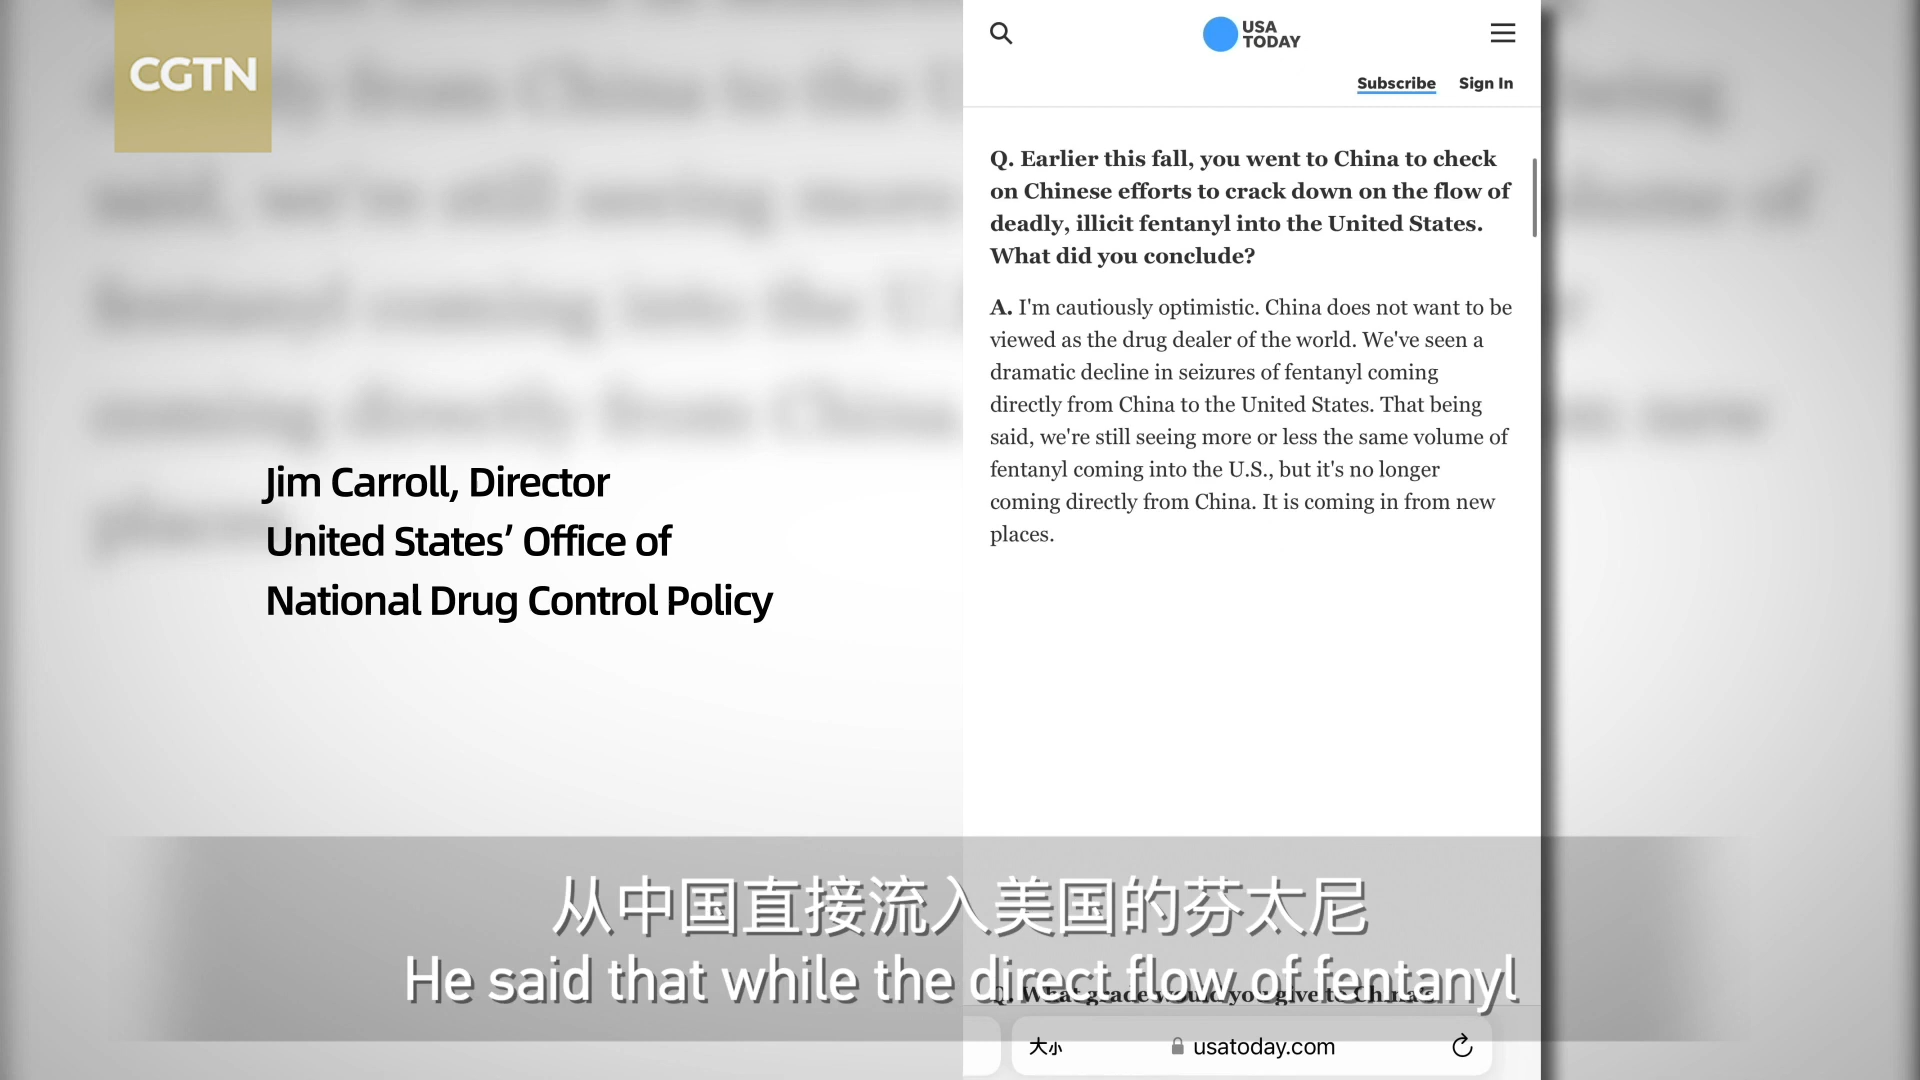 CGTN
USA
TODAY
Subscribe Sign In
Q. Earlier this fall, you went to China to check
on Chinese efforts to crack down on the flow of
deadly, illicit fentanyl into the United States.
What did you conclude?
A. I'm cautiously optimistic. China does not want to be
viewed as the drug dealer of the world. We've seen a
dramatic decline in seizures of fentanyl coming
directly from China to the United States. That being
said, we're still seeing more or less the same volume of
fentanyl coming into the U.S., but it's no longer
coming directly from China. It is coming in from new
places.
Jim Carroll, Director
United States’ Office of
National Drug Control Policy
从中国直接流入美国的芬太尼
He said that while the direct flow of fentanyl
Q. What grade would you give to China's
大小 usatoday.com